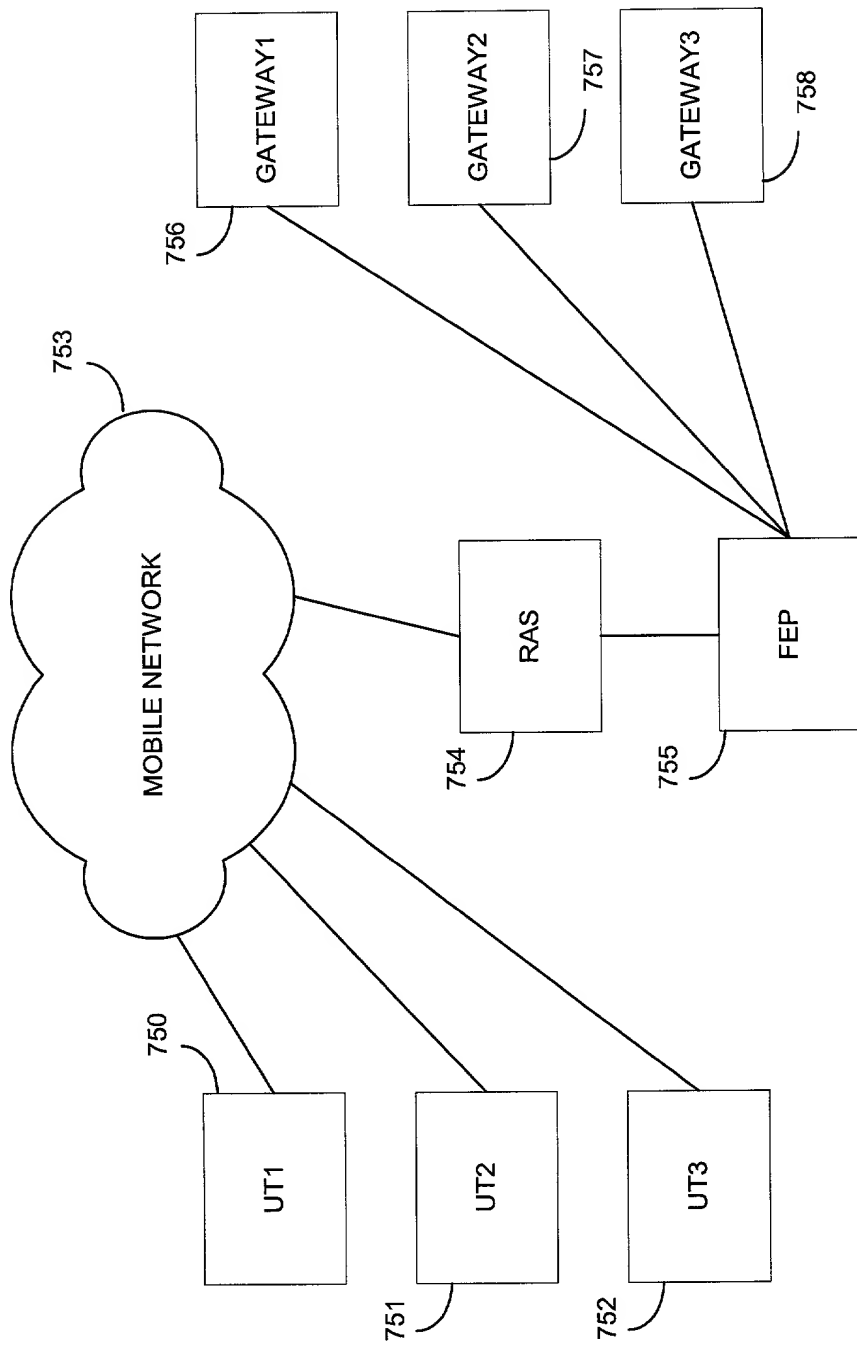 753
MOBILE NETWORK
750
UT1
751
UT2
752
UT3
754
RAS
755
FEP
756
GATEWAY1
GATEWAY2
757
GATEWAY3
758